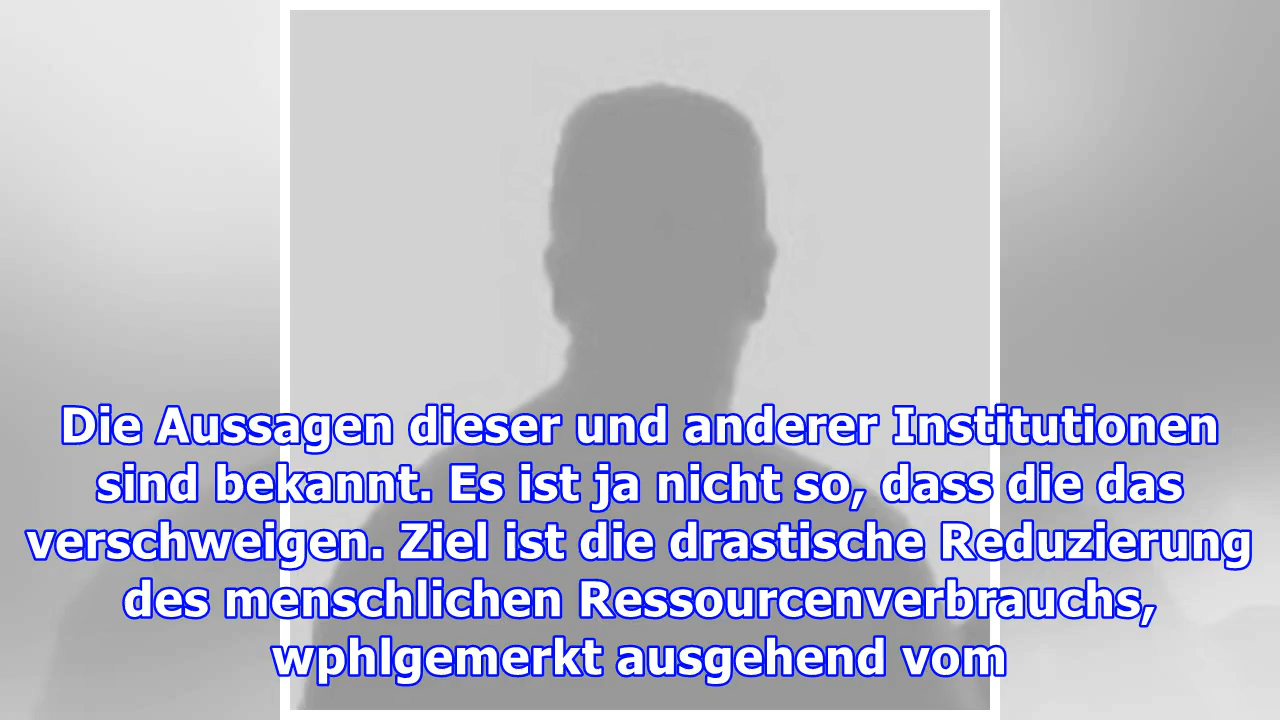 Die Aussagen dieser und anderer Institutionen
sind bekannt. Es ist ja nicht so, dass die das
verschweigen. Ziel ist die drastische Reduzierung
des menschlichen Ressourcenverbrauchs,
wphlgemerkt ausgehend vom